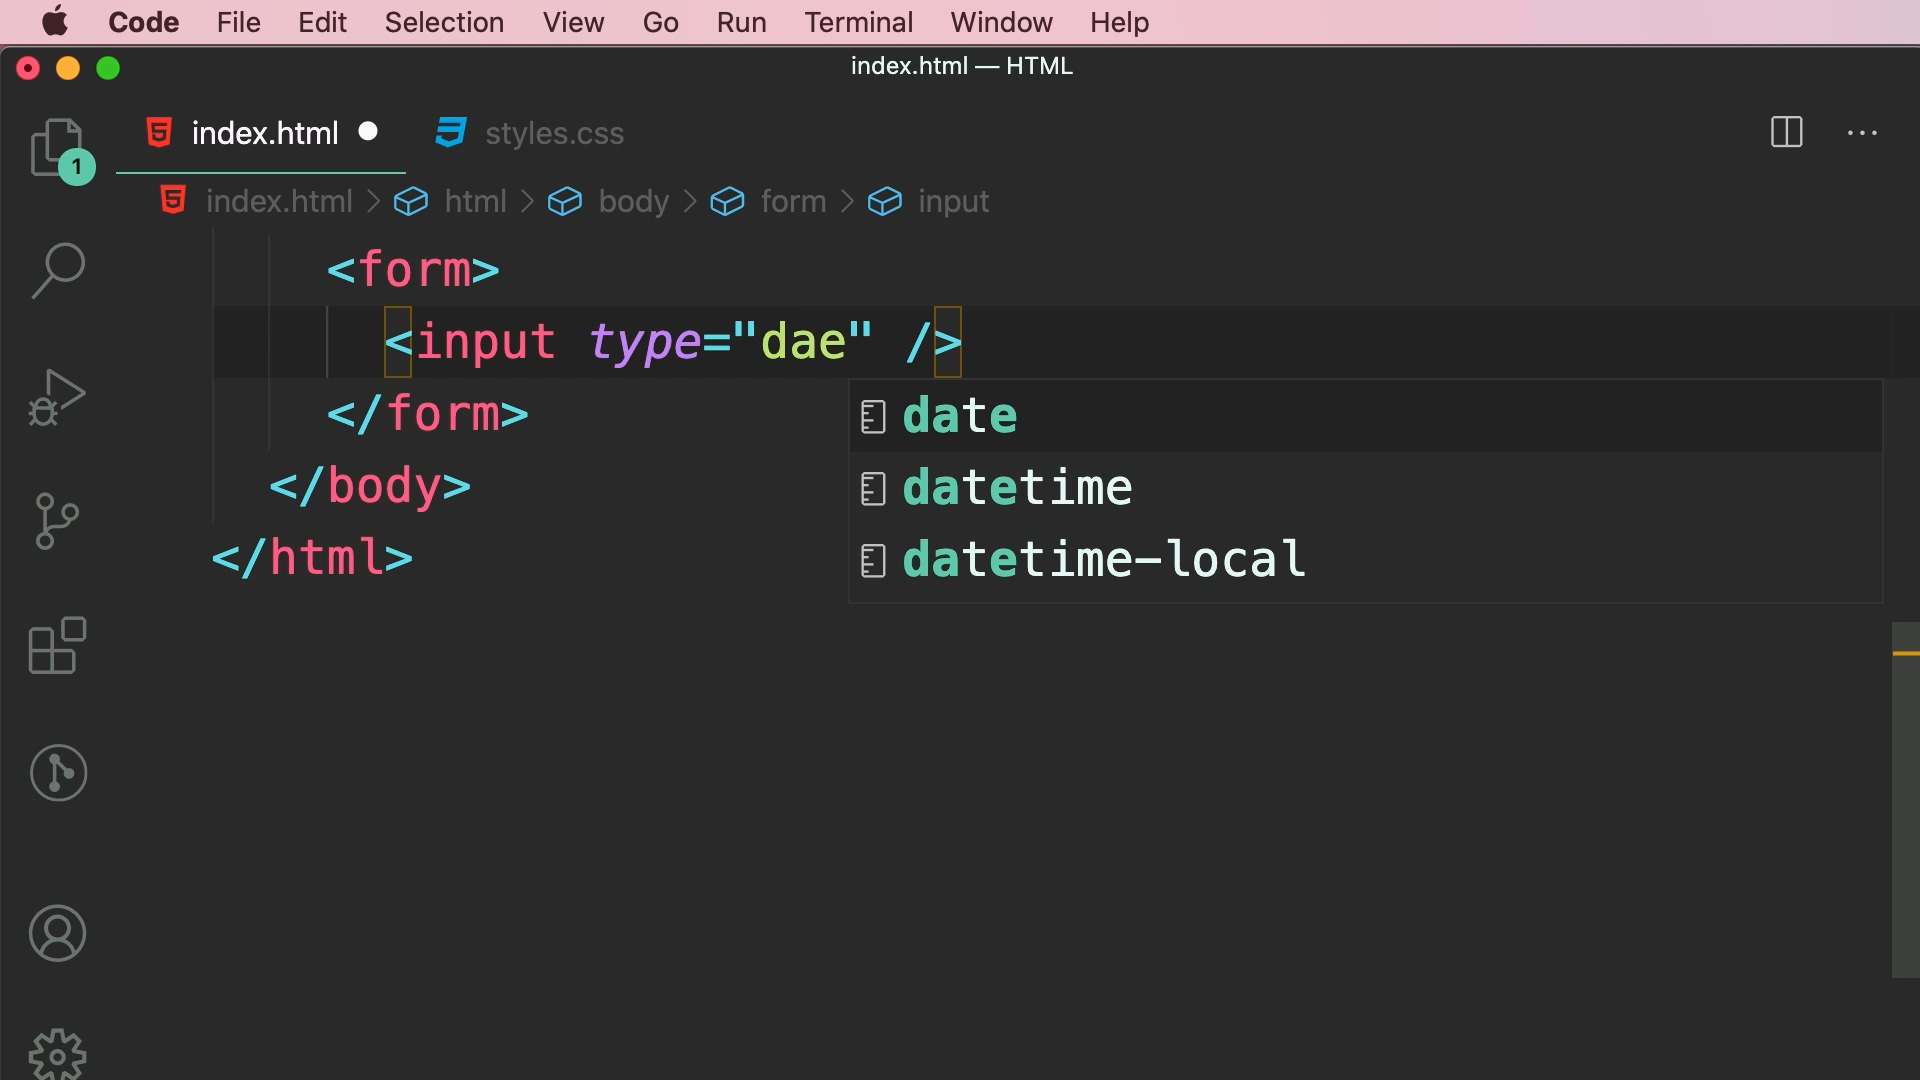 Code File Edit Selection View Go Run Terminal Window Help
index.html — HTML
index.html styles.css
1
index.html > html > body > form > input
<form>
<input type="dae" />
</form>
date
</body>
datetime
</html>
datetime-local